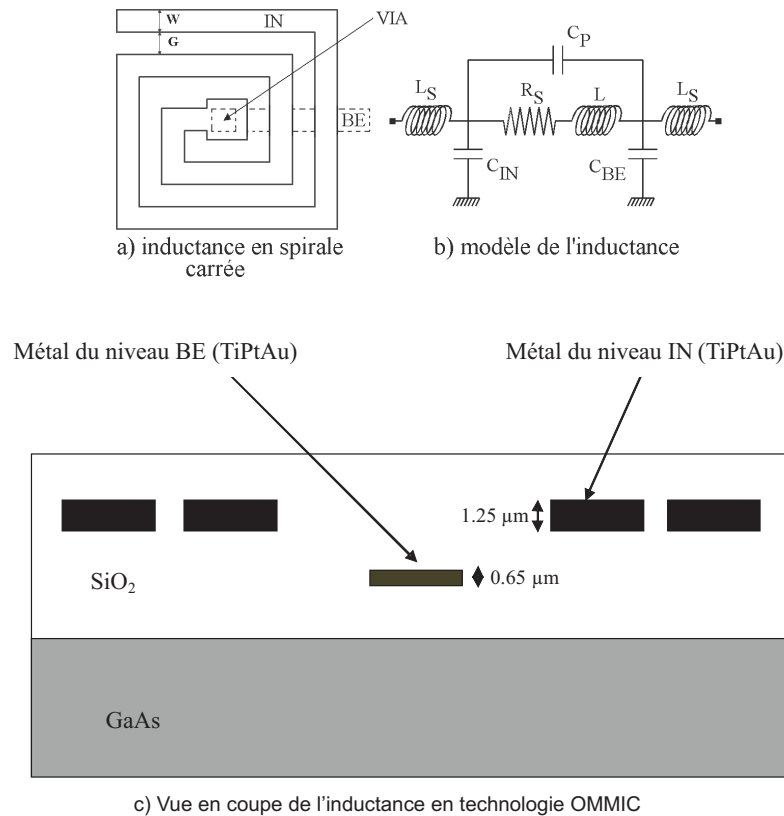 W
IN
VIA
G
BE
a) inductance en spirale
carrée
C_P
L_S
R_S
L
L_S
C_IN
C_BE
b) modèle de l'inductance
Métal du niveau BE (TiPtAu)
Métal du niveau IN (TiPtAu)
1.25 µm
0.65 µm
SiO₂
GaAs
c) Vue en coupe de l'inductance en technologie OMMIC